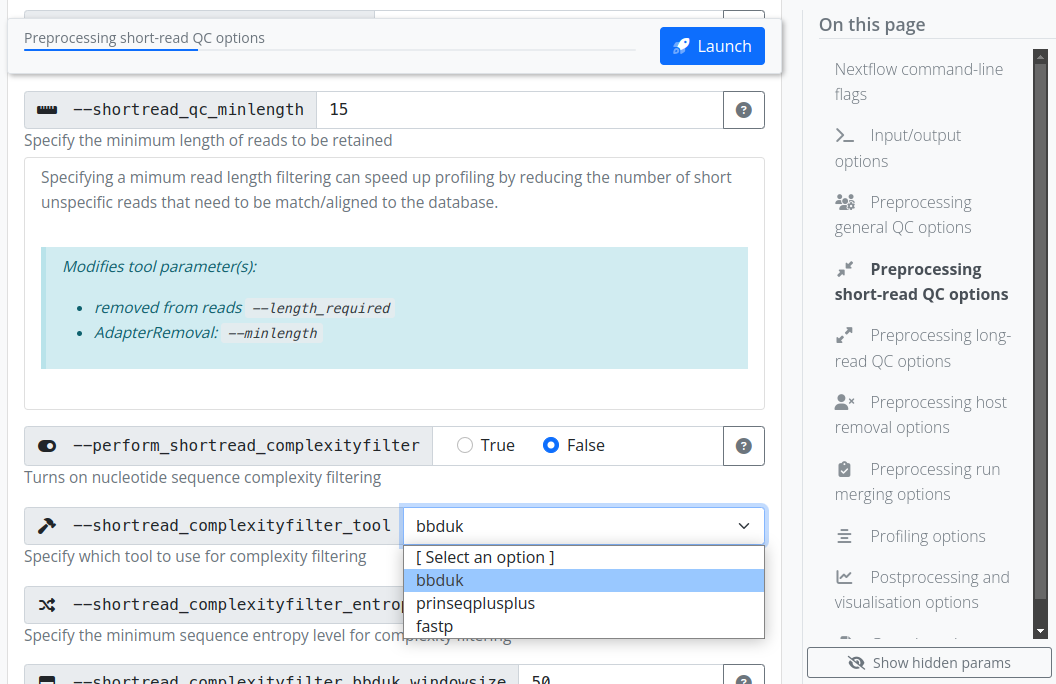 Preprocessing short-read QC options
Launch
--shortread_qc_minlength
15
Specify the minimum length of reads to be retained
Specifying a mimum read length filtering can speed up profiling by reducing the number of short
unspecific reads that need to be match/aligned to the database.
Modifies tool parameter(s):
removed from reads --length_required
AdapterRemoval: --minlength
--perform_shortread_complexityfilter
True
False
Turns on nucleotide sequence complexity filtering
--shortread_complexityfilter_tool
bbduk
Specify which tool to use for complexity filtering
[ Select an option ]
bbduk
prinseqplusplus
fastp
--shortread_complexityfilter_entrop
Specify the minimum sequence entropy level for complexity filtering
--shortread_complexityfilter_bbduk_windowsize
50
On this page
Nextflow command-line
flags
Input/output
options
Preprocessing
general QC options
Preprocessing
short-read QC options
Preprocessing long-
read QC options
Preprocessing host
removal options
Preprocessing run
merging options
Profiling options
Postprocessing and
visualisation options
Show hidden params